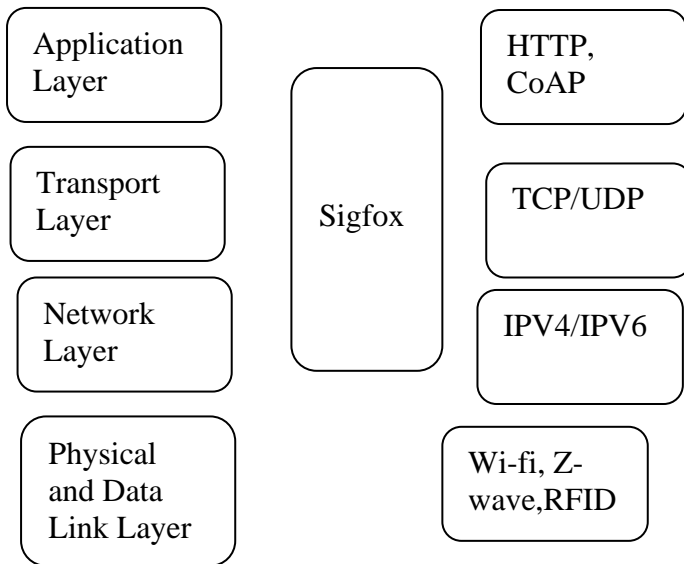 Application
Layer
HTTP,
CoAP
Transport
Layer
Sigfox
TCP/UDP
Network
Layer
IPV4/IPV6
Physical
and Data
Link Layer
Wi-fi, Z-
wave,RFID